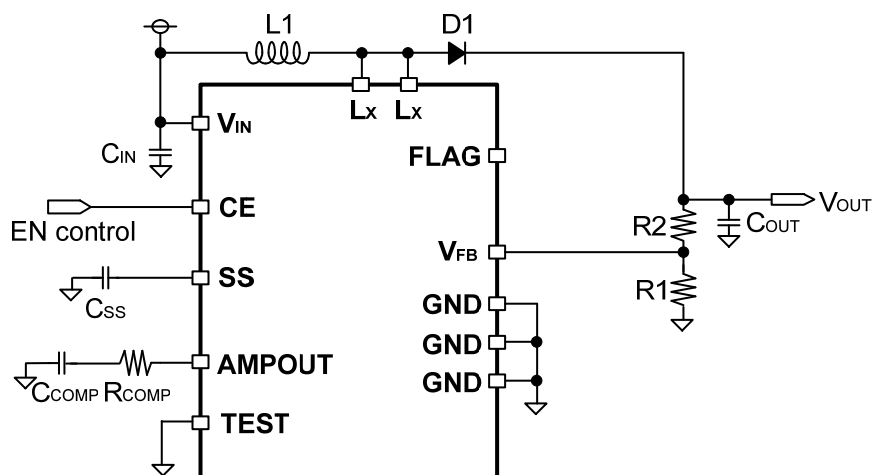 L1
D1
LX
LX
VIN
CIN
FLAG
CE
EN control
VOUT
COUT
R2
VFB
SS
CSS
R1
GND
GND
GND
AMPOUT
CCOMP RCOMP
TEST